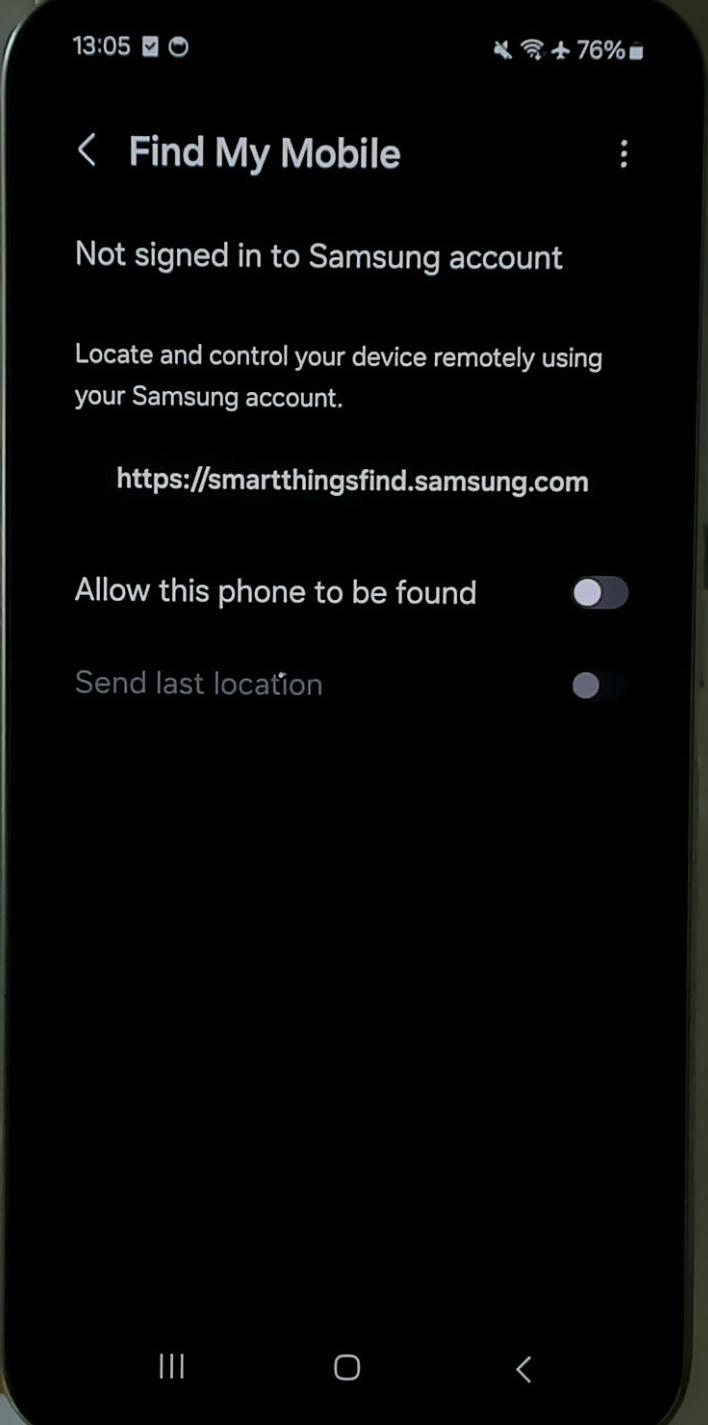 13:05 76%
Find My Mobile
Not signed in to Samsung account
Locate and control your device remotely using
your Samsung account.
https://smartthingsfind.samsung.com
Allow this phone to be found
Send last location